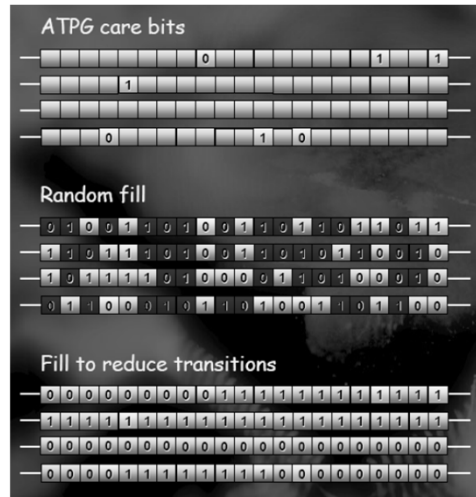 ATPG care bits
0 1 1
1
0 1 0
Random fill
0 1 0 0 1 1 0 1 0 0 1 1 0 1 1 0 1 1 0 1 1
1 1 0 1 1 1 0 1 0 0 1 1 0 1 0 1 1 0 0 1 0
1 0 1 1 1 1 0 1 0 0 0 0 1 1 0 1 0 0 0 1 0
0 1 1 0 0 0 1 0 1 1 0 1 0 0 1 1 0 1 1 0 0
Fill to reduce transitions
0 0 0 0 0 0 0 0 0 1 1 1 1 1 1 1 1 1 1 1 1
1 1 1 1 1 1 1 1 1 1 1 1 1 1 1 1 1 1 1 1 1
0 0 0 0 0 0 0 0 0 0 0 0 0 0 0 0 0 0 0 0 0
0 0 0 0 1 1 1 1 1 1 1 1 0 0 0 0 0 0 0 0 0